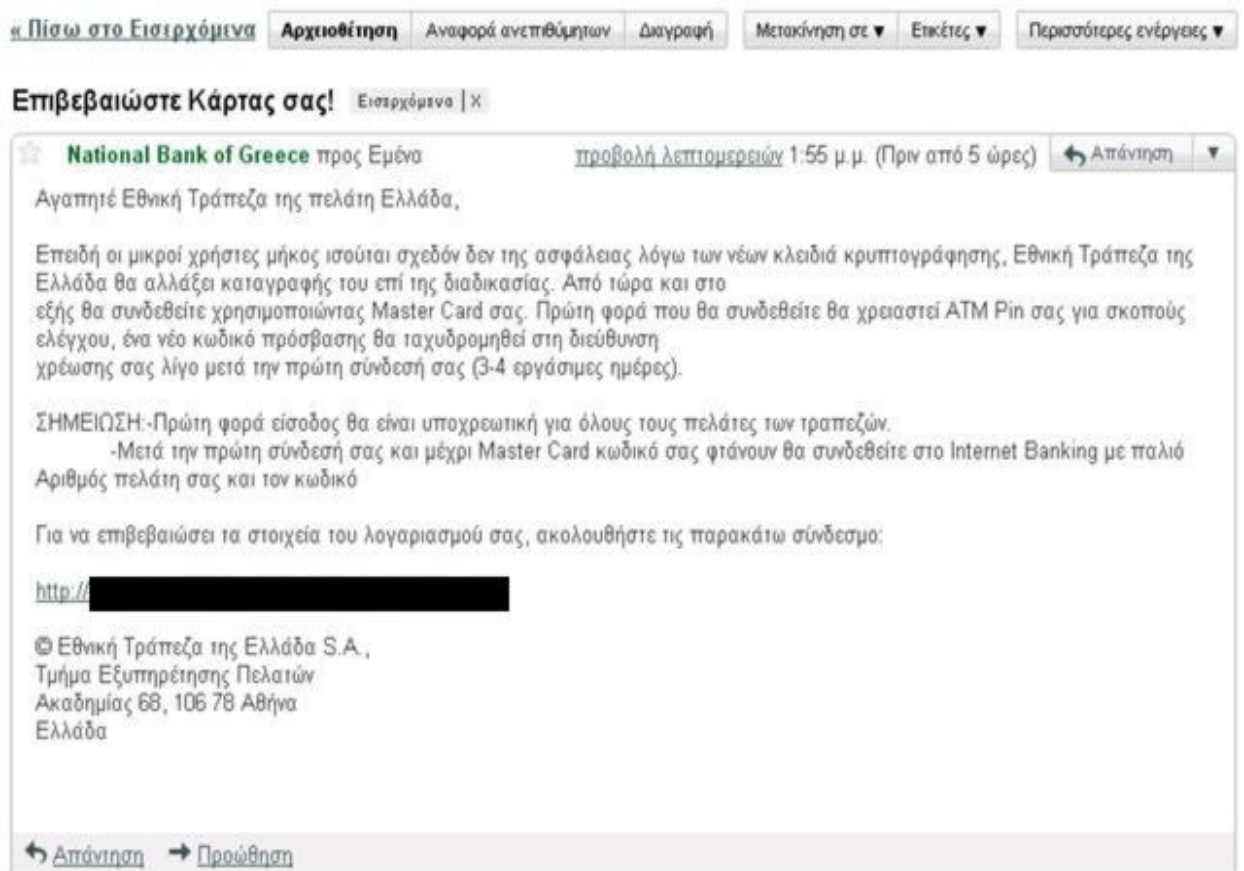 « Πίσω στο Εισερχόμενα Αρχειοθέτηση Αναφορά ανεπιθύμητων Διαγραφή Μετακίνηση σε ▼ Ετικέτες ▼ Περισσότερες ενέργειες ▼
Επιβεβαιώστε Κάρτας σας! Εισερχόμενα | X
National Bank of Greece προς Εμένα προβολή λεπτομερειών 1:55 μ.μ. (Πριν από 5 ώρες) Απάντηση ▼
Αγαπητέ Εθνική Τράπεζα της πελάτη Ελλάδα,
Επειδή οι μικροί χρήστες μήκος ισούται σχεδόν δεν της ασφάλειας λόγω των νέων κλειδιά κρυπτογράφησης, Εθνική Τράπεζα της
Ελλάδα θα αλλάξει καταγραφής του επί της διαδικασίας. Από τώρα και στο
εξής θα συνδεθείτε χρησιμοποιώντας Master Card σας. Πρώτη φορά που θα συνδεθείτε θα χρειαστεί ATM Pin σας για σκοπούς
ελέγχου, ένα νέο κωδικό πρόσβασης θα ταχυδρομηθεί στη διεύθυνση
χρέωσης σας λίγο μετά την πρώτη σύνδεσή σας (3-4 εργάσιμες ημέρες).
ΣΗΜΕΙΩΣΗ:-Πρώτη φορά είσοδος θα είναι υποχρεωτική για όλους τους πελάτες των τραπεζών.
-Μετά την πρώτη σύνδεσή σας και μέχρι Master Card κωδικό σας φτάνουν θα συνδεθείτε στο Internet Banking με παλιό
Αριθμός πελάτη σας και τον κωδικό
Για να επιβεβαιώσει τα στοιχεία του λογαριασμού σας, ακολουθήστε τις παρακάτω σύνδεσμο:
http://
© Εθνική Τράπεζα της Ελλάδα S.A.,
Τμήμα Εξυπηρέτησης Πελατών
Ακαδημίας 68, 106 78 Αθήνα
Ελλάδα
Απάντηση Προώθηση